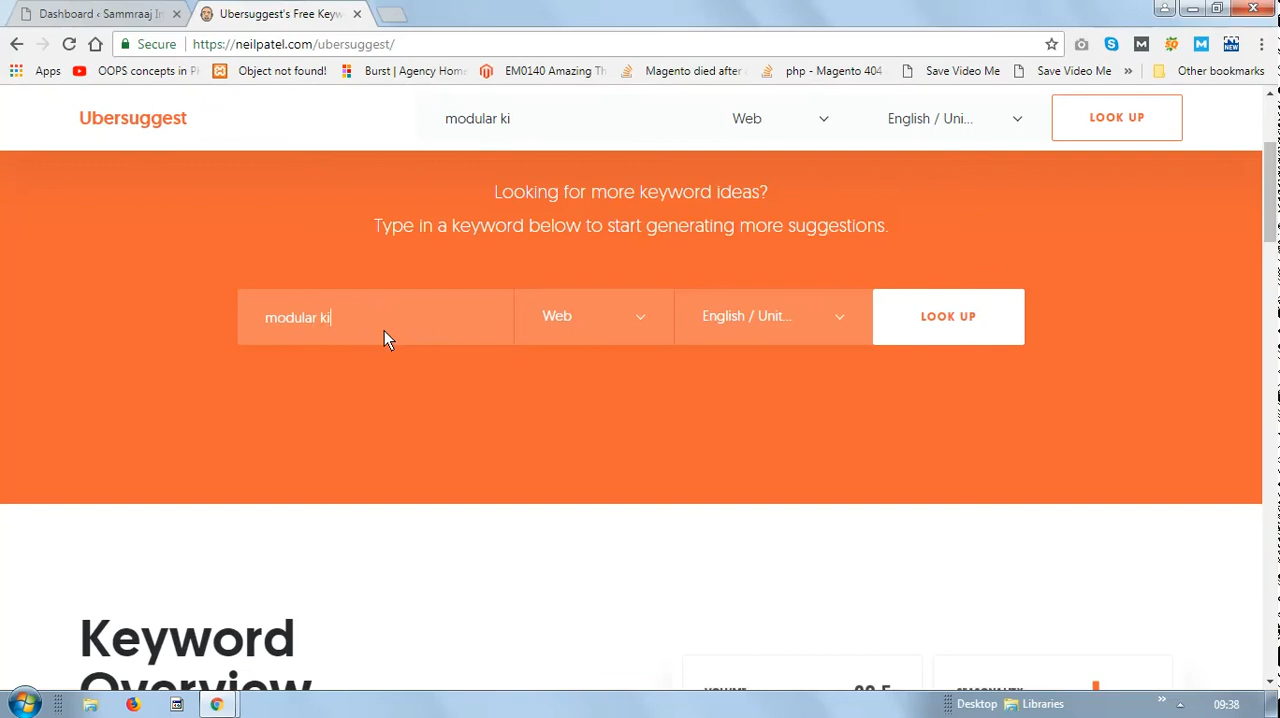 Dashboard ‹ Sammraaj In
Ubersuggest's Free Keyw
Secure
https://neilpatel.com/ubersuggest/
NEW
Apps
OOPS concepts in P
Object not found!
Burst | Agency Hom
EM0140 Amazing Th
Magento died after
php - Magento 404
Save Video Me
Save Video Me
»
Other bookmarks
Ubersuggest
modular ki
Web
English / Uni...
LOOK UP
Looking for more keyword ideas?
Type in a keyword below to start generating more suggestions.
modular ki
Web
English / Unit...
LOOK UP
Keyword
Overview
VOLUME
SEASONALITY
Desktop
Libraries
»
09:38